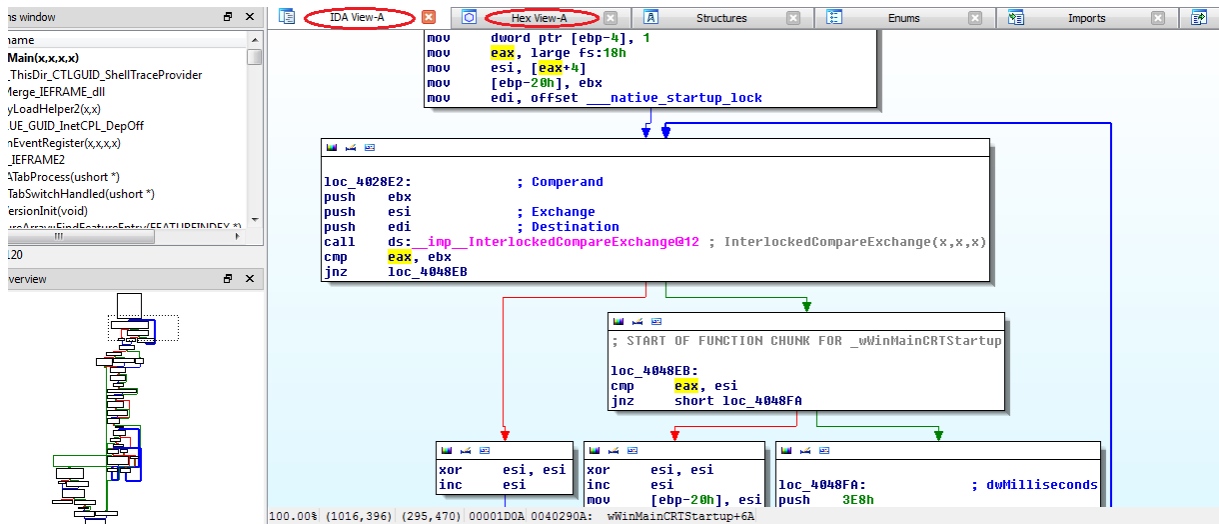 ns window
IDA View-A
Hex View-A
Structures
Enums
Imports
name
Main(x,x,x,x)
_ThisDir_CTLGUID_ShellTraceProvider
Merge_IEFRAME_dll
yLoadHelper2(x,x)
UE_GUID_InetCPL_DepOff
nEventRegister(x,x,x,x)
_IEFRAME2
ATabProcess(ushort *)
TabSwitchHandled(ushort *)
VersionInit(void)
ureArray::FindFeatureEntry(FEATUREINDEX *)
120
verview
mov dword ptr [ebp-4], 1
mov eax, large fs:18h
mov esi, [eax+4]
mov [ebp-20h], ebx
mov edi, offset ___native_startup_lock
loc_4028E2: ; Comperand
push ebx
push esi ; Exchange
push edi ; Destination
call ds:__imp__InterlockedCompareExchange@12 ; InterlockedCompareExchange(x,x,x)
cmp eax, ebx
jnz loc_4048EB
; START OF FUNCTION CHUNK FOR _wWinMainCRTStartup
loc_4048EB:
cmp eax, esi
jnz short loc_4048FA
xor esi, esi
inc esi
xor esi, esi
inc esi
mov [ebp-20h], esi
loc_4048FA: ; dwMilliseconds
push 3E8h
100.00% (1016,396) (295,470) 00001D0A 0040290A: wWinMainCRTStartup+6A